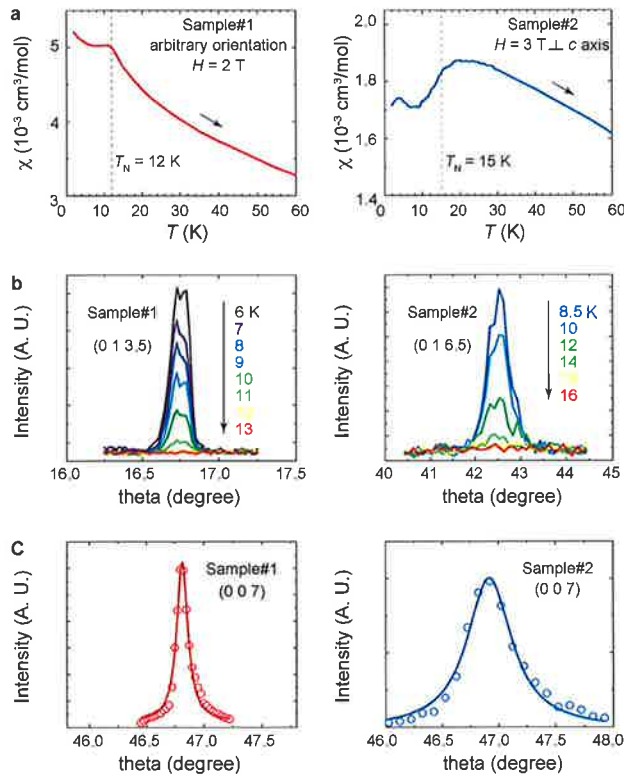 a
Sample#1
arbitrary orientation
H = 2 T
χ (10⁻³ cm³/mol)
5
4
3
T_N = 12 K
0 10 20 30 40 50 60
T (K)
Sample#2
H = 3 T ⊥ c axis
χ (10⁻³ cm³/mol)
2.0
1.8
1.6
1.4
T_N = 15 K
0 10 20 30 40 50 60
T (K)
b
Sample#1
(0 1 3.5)
Intensity (A. U.)
6 K
7
8
9
10
11
13
16.0 16.5 17.0 17.5
theta (degree)
Sample#2
(0 1 6.5)
Intensity (A. U.)
8.5 K
10
12
14
16
40 41 42 43 44 45
theta (degree)
C
Sample#1
(0 0 7)
Intensity (A. U.)
46.0 46.5 47.0 47.5
theta (degree)
Sample#2
(0 0 7)
Intensity (A. U.)
46.0 46.5 47.0 47.5 48.0
theta (degree)